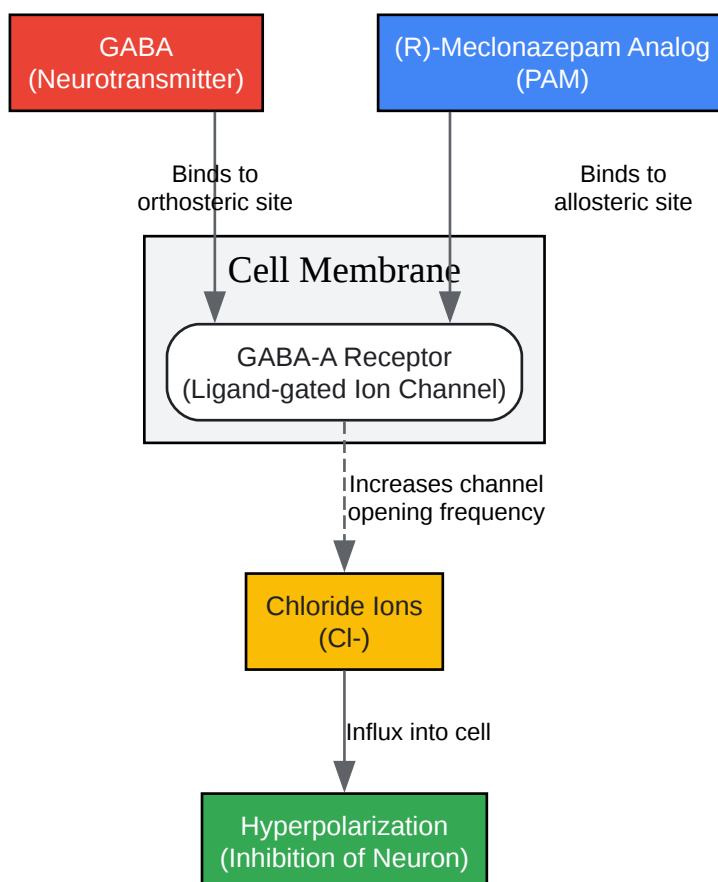 GABA
(Neurotransmitter)
(R)-Meclonazepam Analog
(PAM)
Binds to
orthosteric site
Binds to
allosteric site
Cell Membrane
GABA-A Receptor
(Ligand-gated Ion Channel)
Increases channel
opening frequency
Chloride Ions
(Cl-)
Influx into cell
Hyperpolarization
(Inhibition of Neuron)